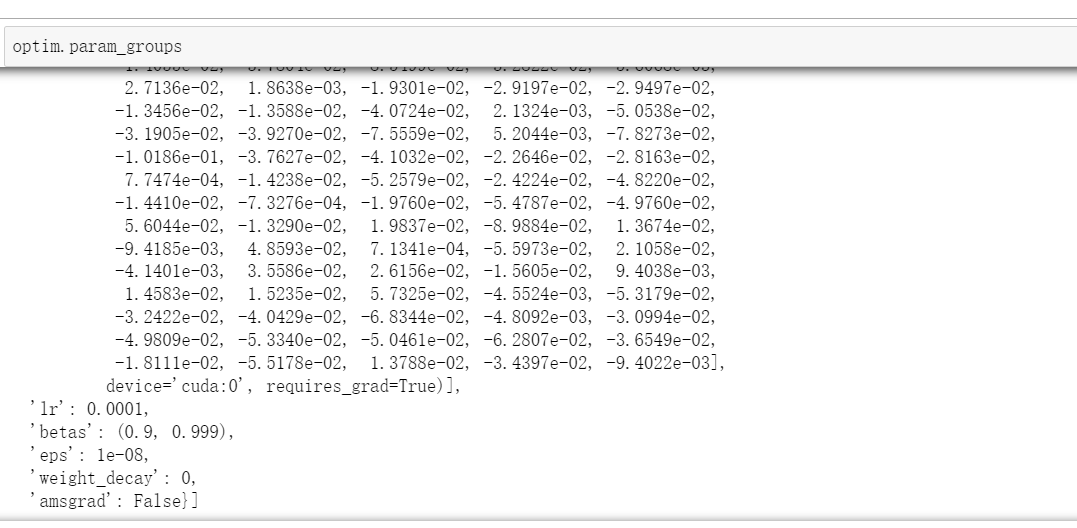 optim.param_groups
2.7136e-02, 1.8638e-03, -1.9301e-02, -2.9197e-02, -2.9497e-02,
-1.3456e-02, -1.3588e-02, -4.0724e-02, 2.1324e-03, -5.0538e-02,
-3.1905e-02, -3.9270e-02, -7.5559e-02, 5.2044e-03, -7.8273e-02,
-1.0186e-01, -3.7627e-02, -4.1032e-02, -2.2646e-02, -2.8163e-02,
7.7474e-04, -1.4238e-02, -5.2579e-02, -2.4224e-02, -4.8220e-02,
-1.4410e-02, -7.3276e-04, -1.9760e-02, -5.4787e-02, -4.9760e-02,
5.6044e-02, -1.3290e-02, 1.9837e-02, -8.9884e-02, 1.3674e-02,
-9.4185e-03, 4.8593e-02, 7.1341e-04, -5.5973e-02, 2.1058e-02,
-4.1401e-03, 3.5586e-02, 2.6156e-02, -1.5605e-02, 9.4038e-03,
1.4583e-02, 1.5235e-02, 5.7325e-02, -4.5524e-03, -5.3179e-02,
-3.2422e-02, -4.0429e-02, -6.8344e-02, -4.8092e-03, -3.0994e-02,
-4.9809e-02, -5.3340e-02, -5.0461e-02, -6.2807e-02, -3.6549e-02,
-1.8111e-02, -5.5178e-02, 1.3788e-02, -3.4397e-02, -9.4022e-03],
device='cuda:0', requires_grad=True)],
'lr': 0.0001,
'betas': (0.9, 0.999),
'eps': 1e-08,
'weight_decay': 0,
'amsgrad': False}]